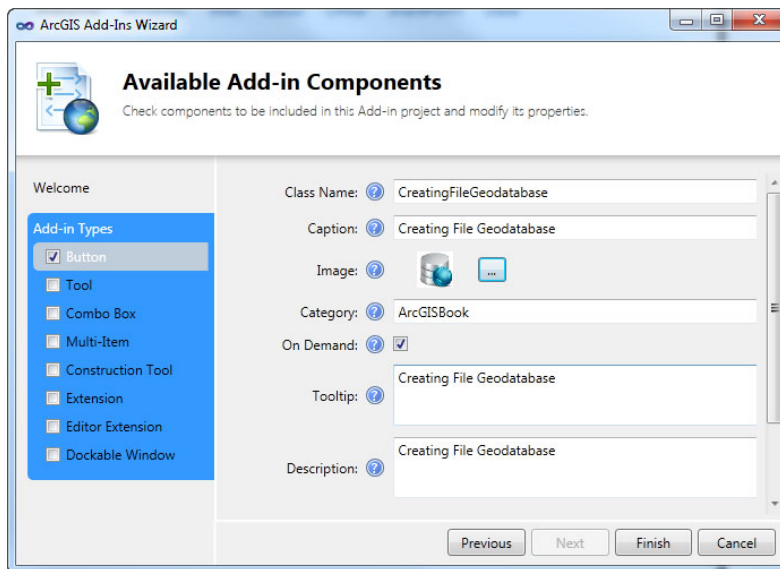 ArcGIS Add-Ins Wizard
Available Add-in Components
Check components to be included in this Add-in project and modify its properties.
Welcome
Add-in Types
Button
Tool
Combo Box
Multi-Item
Construction Tool
Extension
Editor Extension
Dockable Window
Class Name: ? CreatingFileGeodatabase
Caption: ? Creating File Geodatabase
Image: ? ...
Category: ? ArcGISBook
On Demand: ?
Tooltip: ? Creating File Geodatabase
Description: ? Creating File Geodatabase
Previous Next Finish Cancel